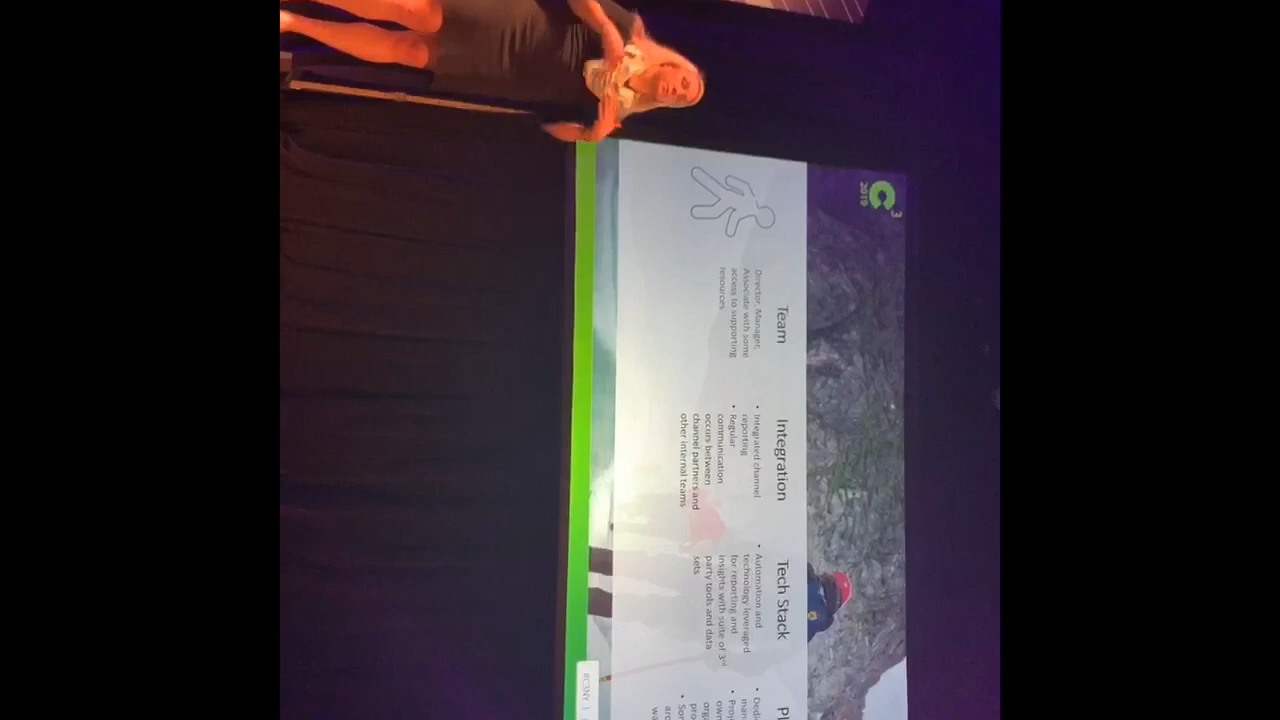 C3
2019
Team
Director, Manager,
Associate with some
access to supporting
resources
Integration
• Integrated channel
reporting
• Regular
communication
occurs between
channel partners and
other internal teams
Tech Stack
• Automation and
technology leveraged
for reporting and
insights with suite of 3rd
party tools and data
sets
#C3NY |